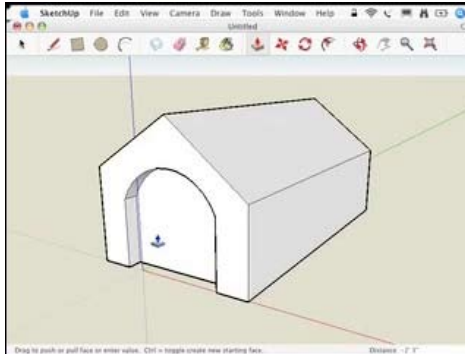 SketchUp File Edit View Camera Draw Tools Window Help
Untitled
Drag to push or pull face or enter value. Ctrl = toggle create new starting face.
Distance